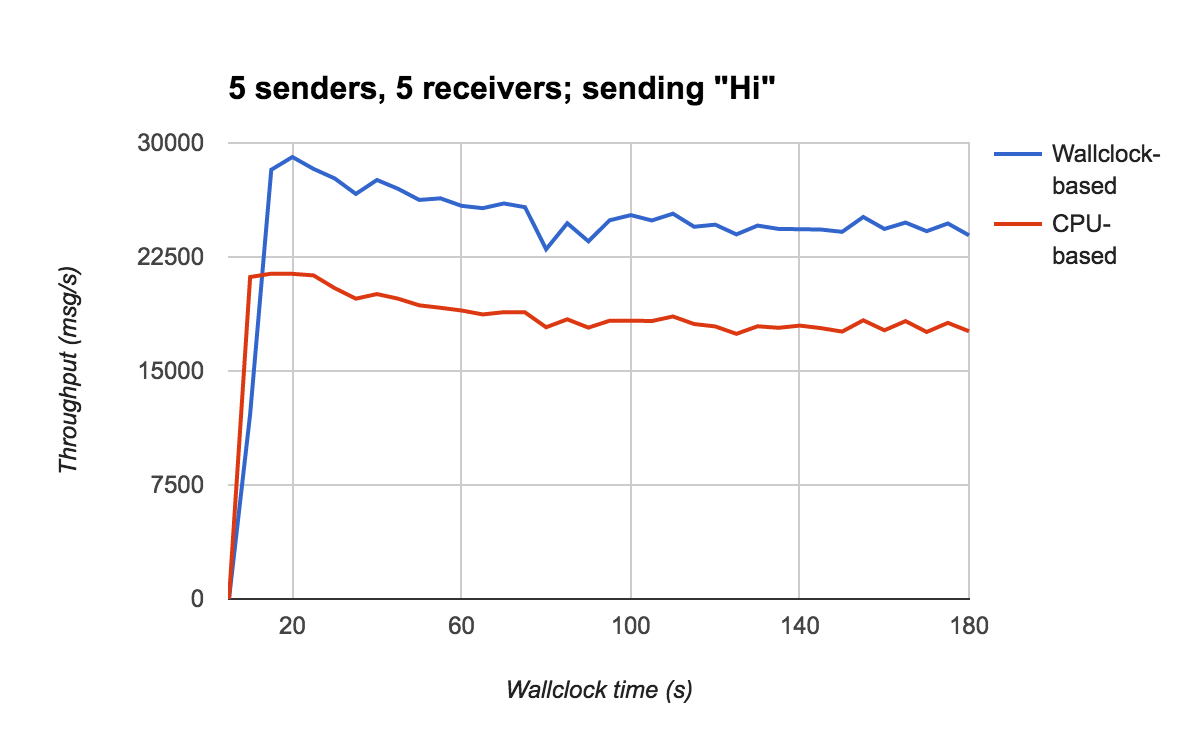 5 senders, 5 receivers; sending "Hi"
30000
22500
15000
7500
0
Throughput (msg/s)
20 60 100 140 180
Wallclock time (s)
Wallclock-
based
CPU-
based